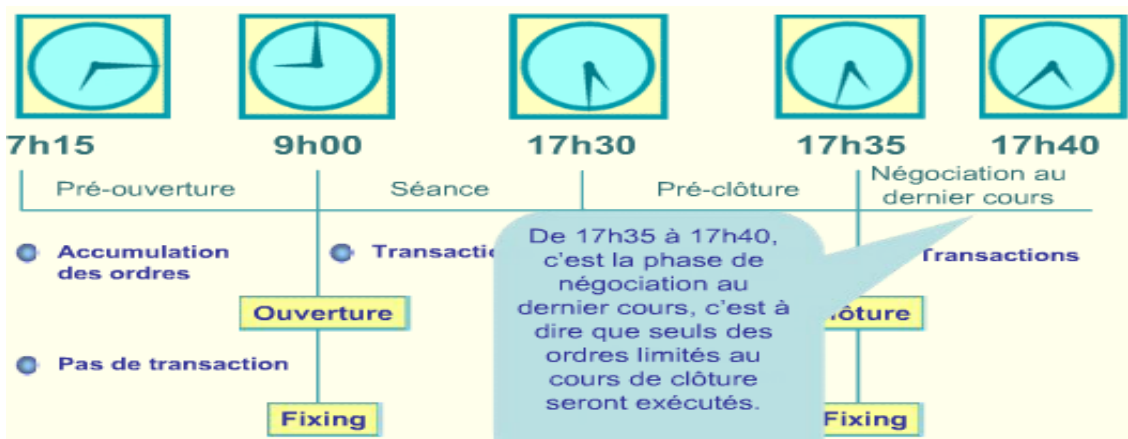 7h15 9h00 17h30 17h35 17h40
Pré-ouverture Séance Pré-clôture Négociation au
dernier cours
Accumulation
des ordres
Transactio
Transactions
Ouverture
Pas de transaction
Fixing
De 17h35 à 17h40,
c'est la phase de
négociation au
dernier cours, c'est à
dire que seuls des
ordres limités au
cours de clôture
seront exécutés.
lôture
Fixing